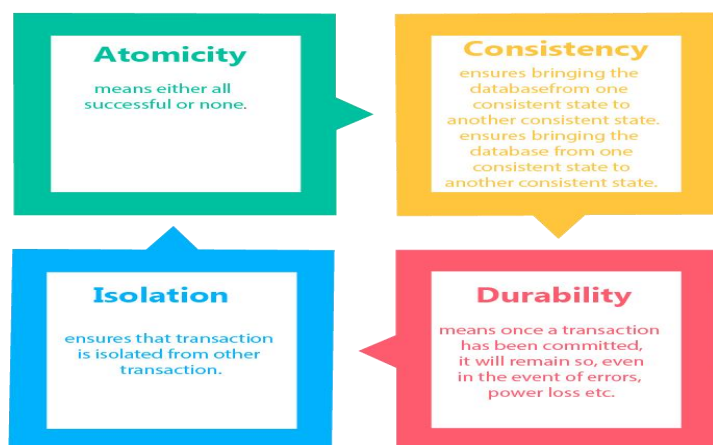 Atomicity
means either all
successful or none.
Consistency
ensures bringing the
databasefrom one
consistent state to
another consistent state.
ensures bringing the
database from one
consistent state to
another consistent state.
Isolation
ensures that transaction
is isolated from other
transaction.
Durability
means once a transaction
has been committed,
it will remain so, even
in the event of errors,
power loss etc.